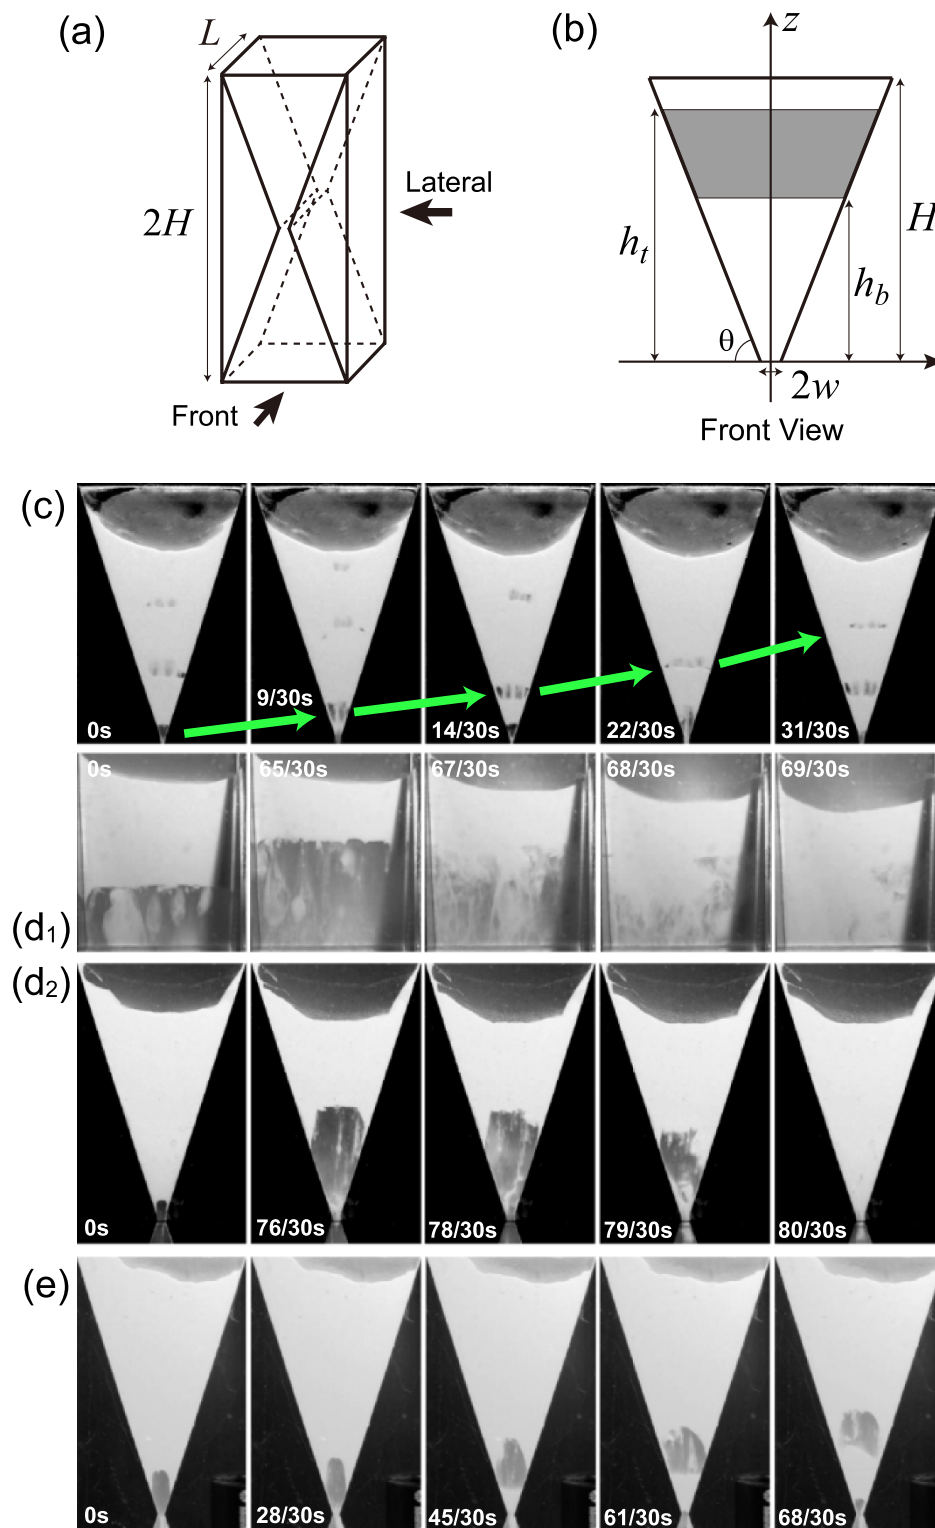 (a)
L
2H
Lateral
Front
(b)
z
H
h_t
h_b
θ
2w
Front View
(c)
0s
9/30s
14/30s
22/30s
31/30s
(d₁)
0s
65/30s
67/30s
68/30s
69/30s
(d₂)
0s
76/30s
78/30s
79/30s
80/30s
(e)
0s
28/30s
45/30s
61/30s
68/30s